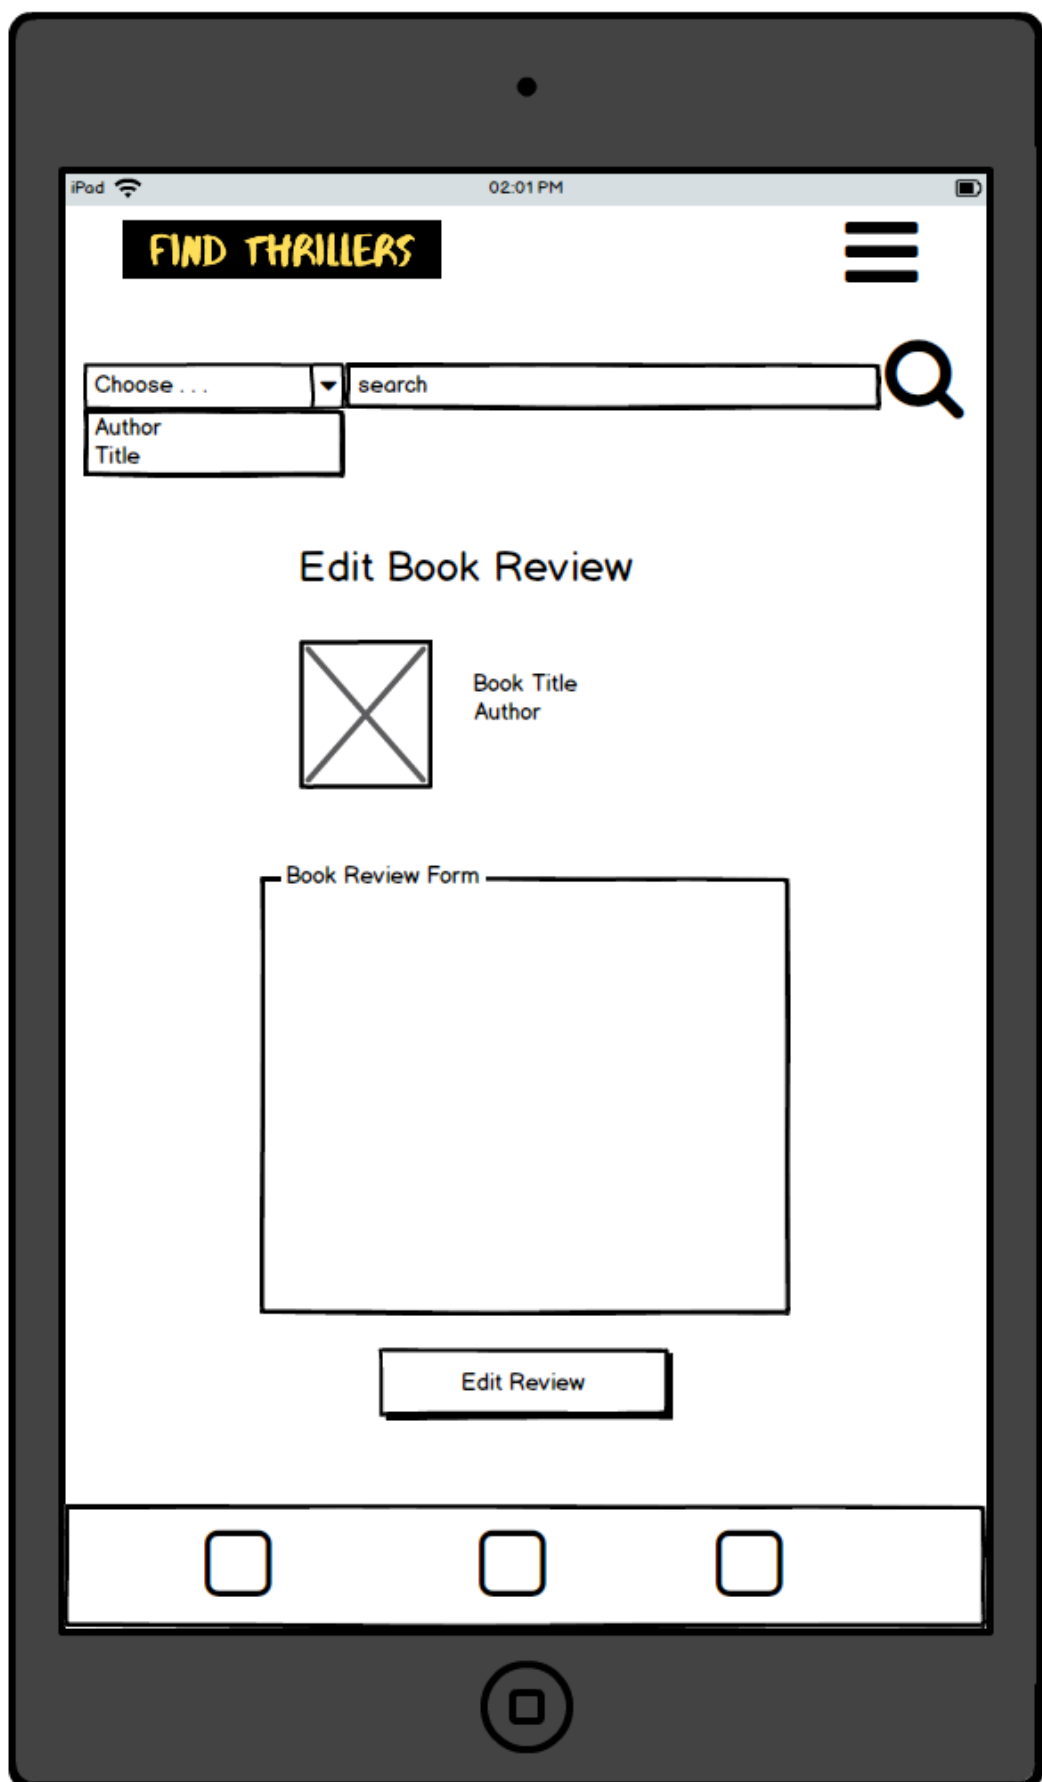 iPad
02:01 PM
FIND THRILLERS
Choose . . .
search
Author
Title
Edit Book Review
Book Title
Author
Book Review Form
Edit Review